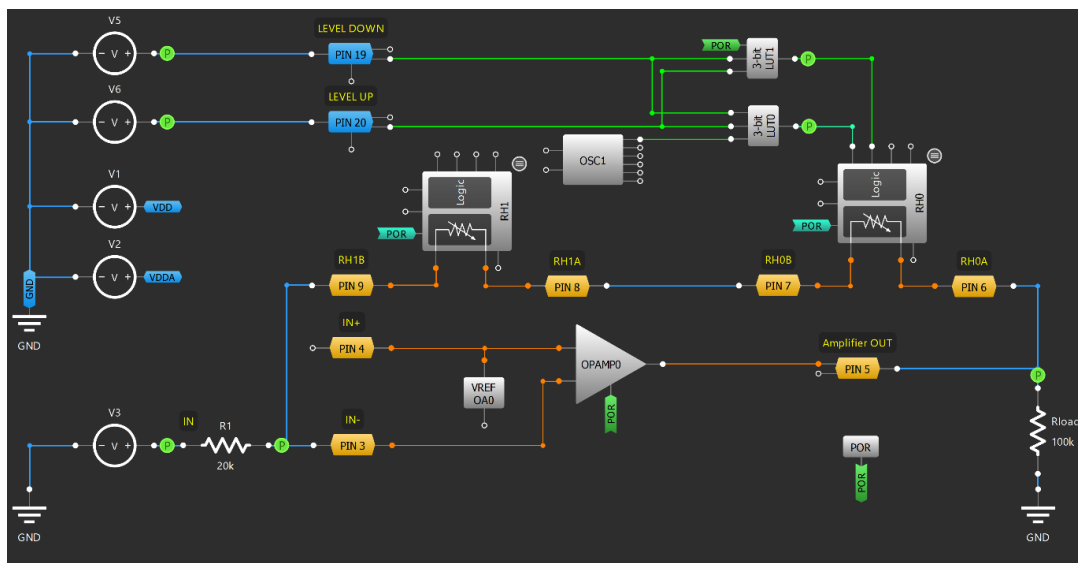 V5
− V +
P
LEVEL DOWN
PIN 19
POR
3-bit
LUT1
P
V6
− V +
P
LEVEL UP
PIN 20
3-bit
LUT0
P
OSC1
V1
− V +
VDD
Logic
RH1
POR
Logic
RH0
POR
V2
− V +
VDDA
GND
GND
RH1B
PIN 9
RH1A
PIN 8
RH0B
PIN 7
RH0A
PIN 6
IN+
PIN 4
OPAMP0
Amplifier OUT
PIN 5
P
VREF
OA0
POR
V3
− V +
P
IN
R1
20k
P
IN-
PIN 3
POR
POR
Rload
100k
GND
GND